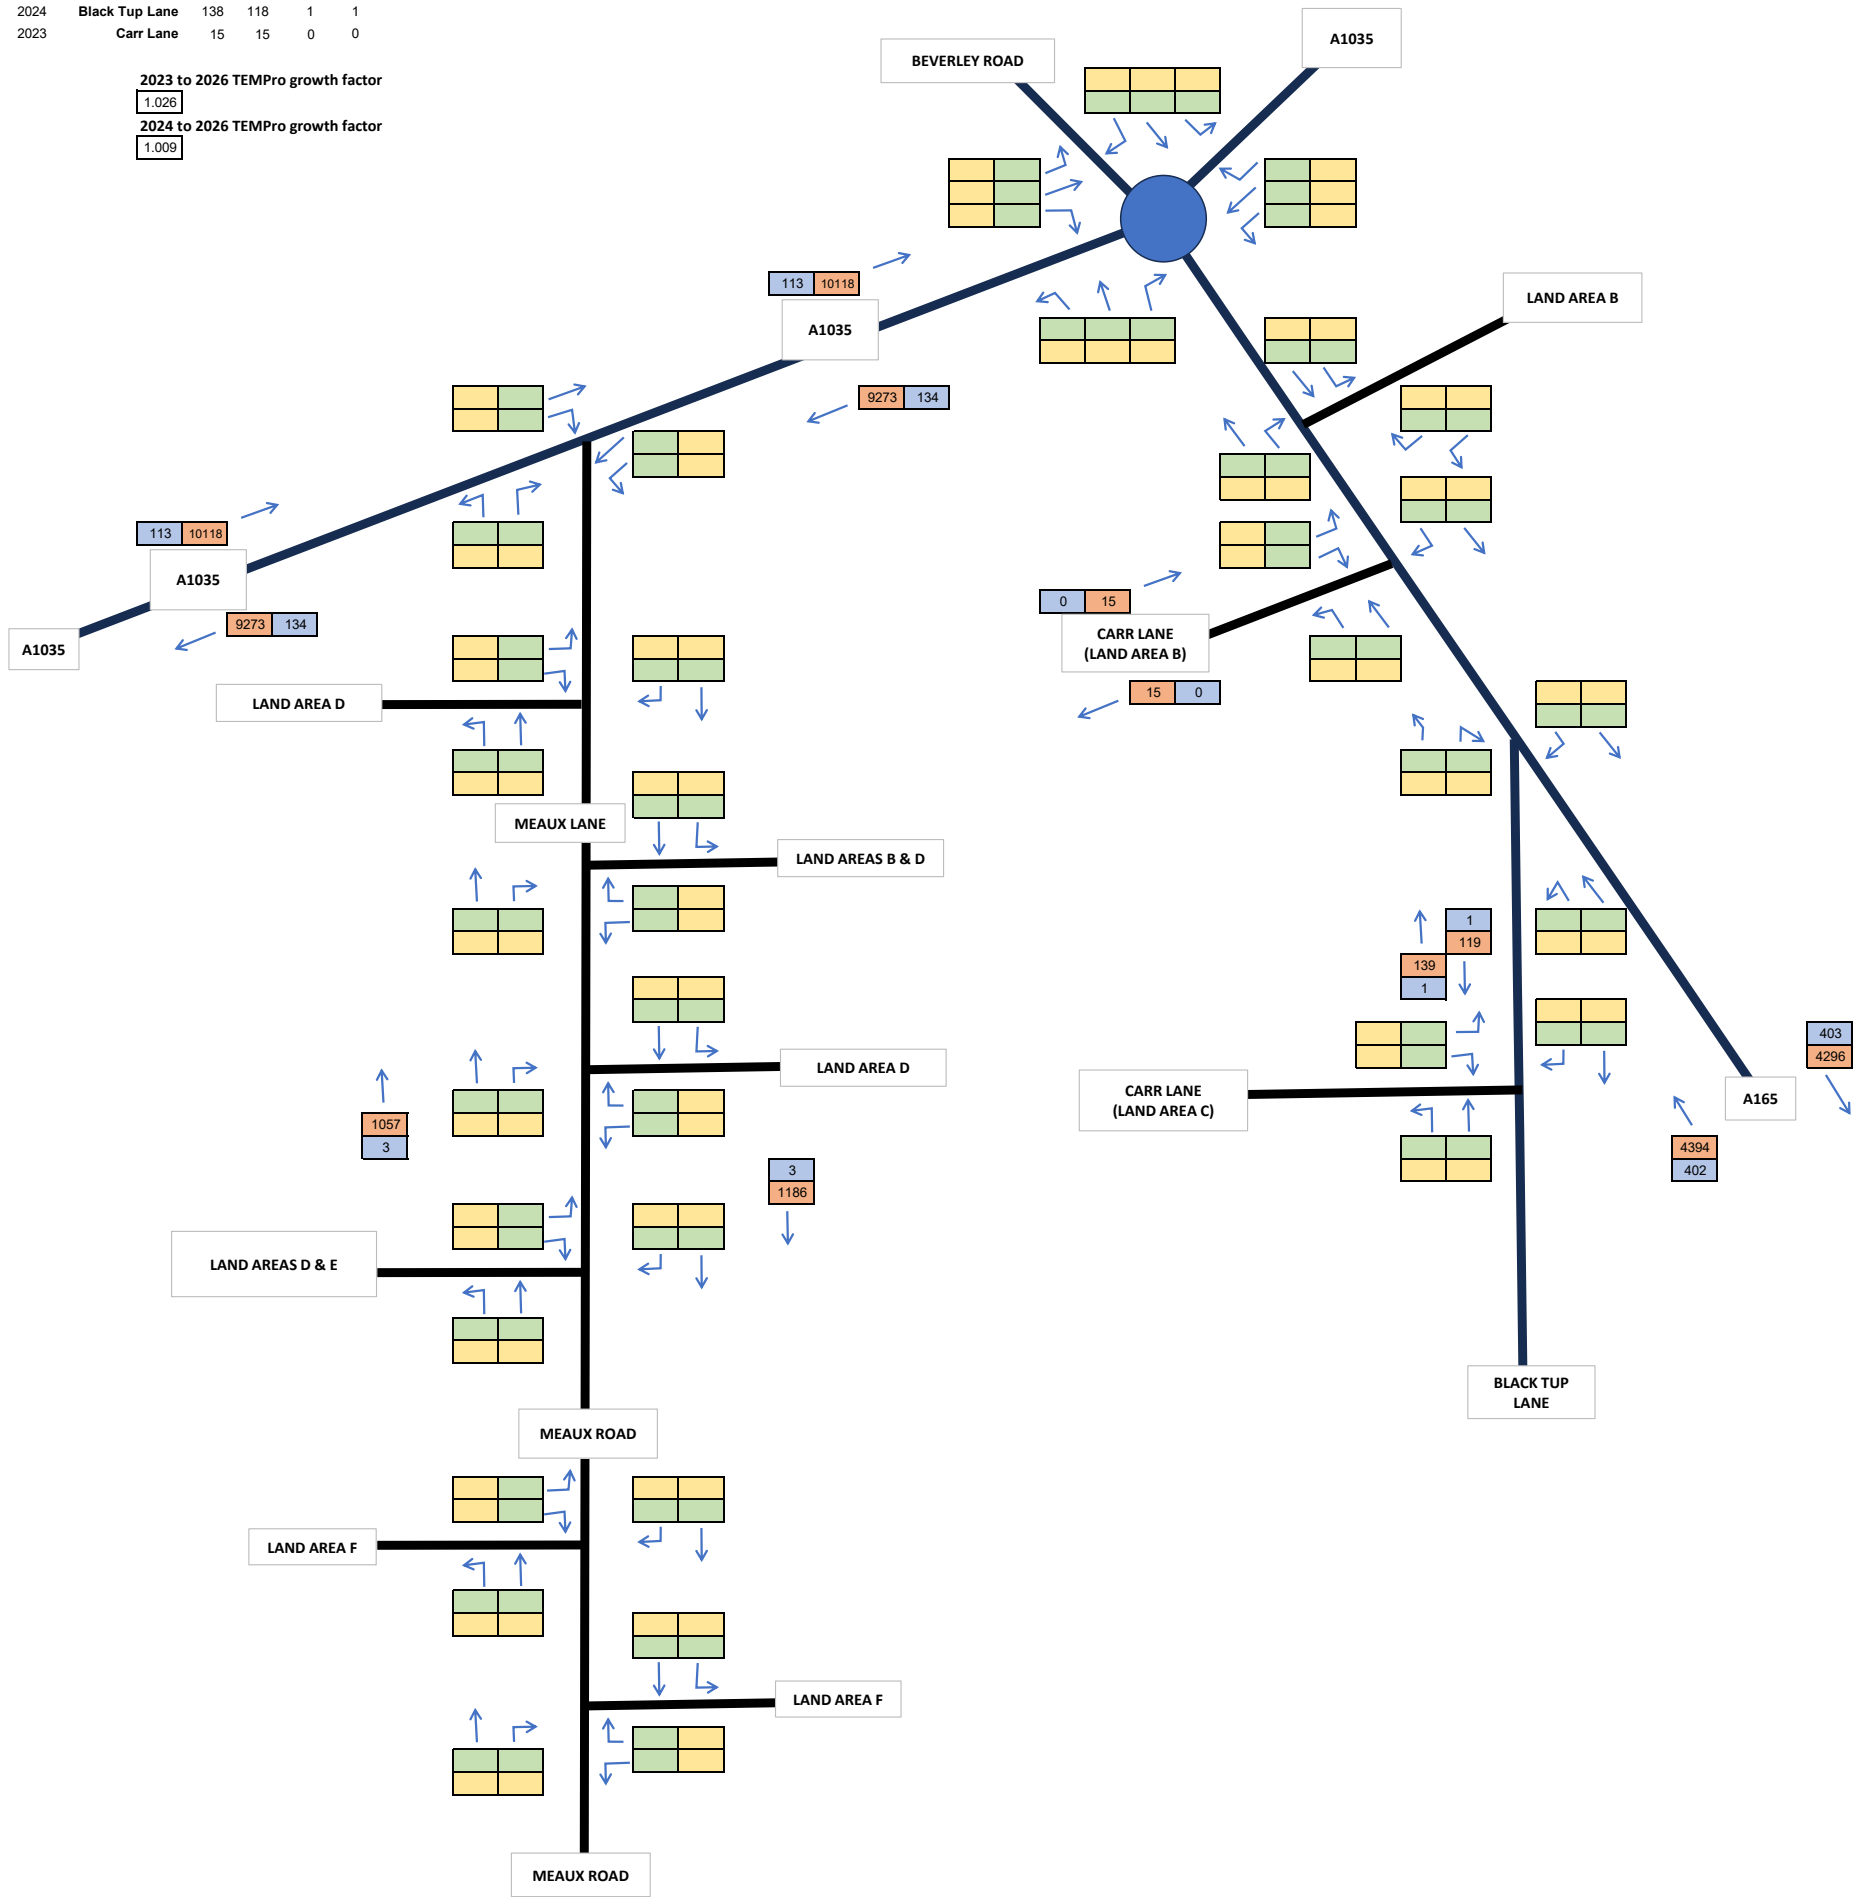 2024 Black Tup Lane 138 118 1 1
2023 Carr Lane 15 15 0 0
2023 to 2026 TEMPro growth factor
1.026
2024 to 2026 TEMPro growth factor
1.009
A1035
BEVERLEY ROAD
113 10118
LAND AREA B
A1035
9273 134
113 10118
A1035
0 15
9273 134
CARR LANE
(LAND AREA B)
A1035
15 0
LAND AREA D
MEAUX LANE
LAND AREAS B & D
1
119
139
1
403
4296
LAND AREA D
CARR LANE
(LAND AREA C)
A165
1057
3
4394
402
3
1186
LAND AREAS D & E
BLACK TUP
LANE
MEAUX ROAD
LAND AREA F
LAND AREA F
MEAUX ROAD